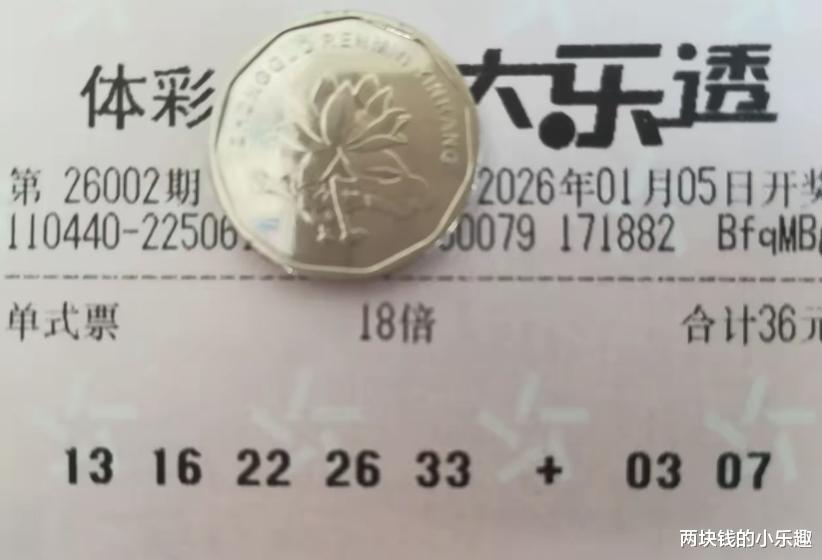 体彩 大乐透
第 26002期 2026年01月05日开奖
110440-22506 0079 171882 BfqMB
单式票 18倍 合计36元
13 16 22 26 33 + 03 07
两块钱的小乐趣